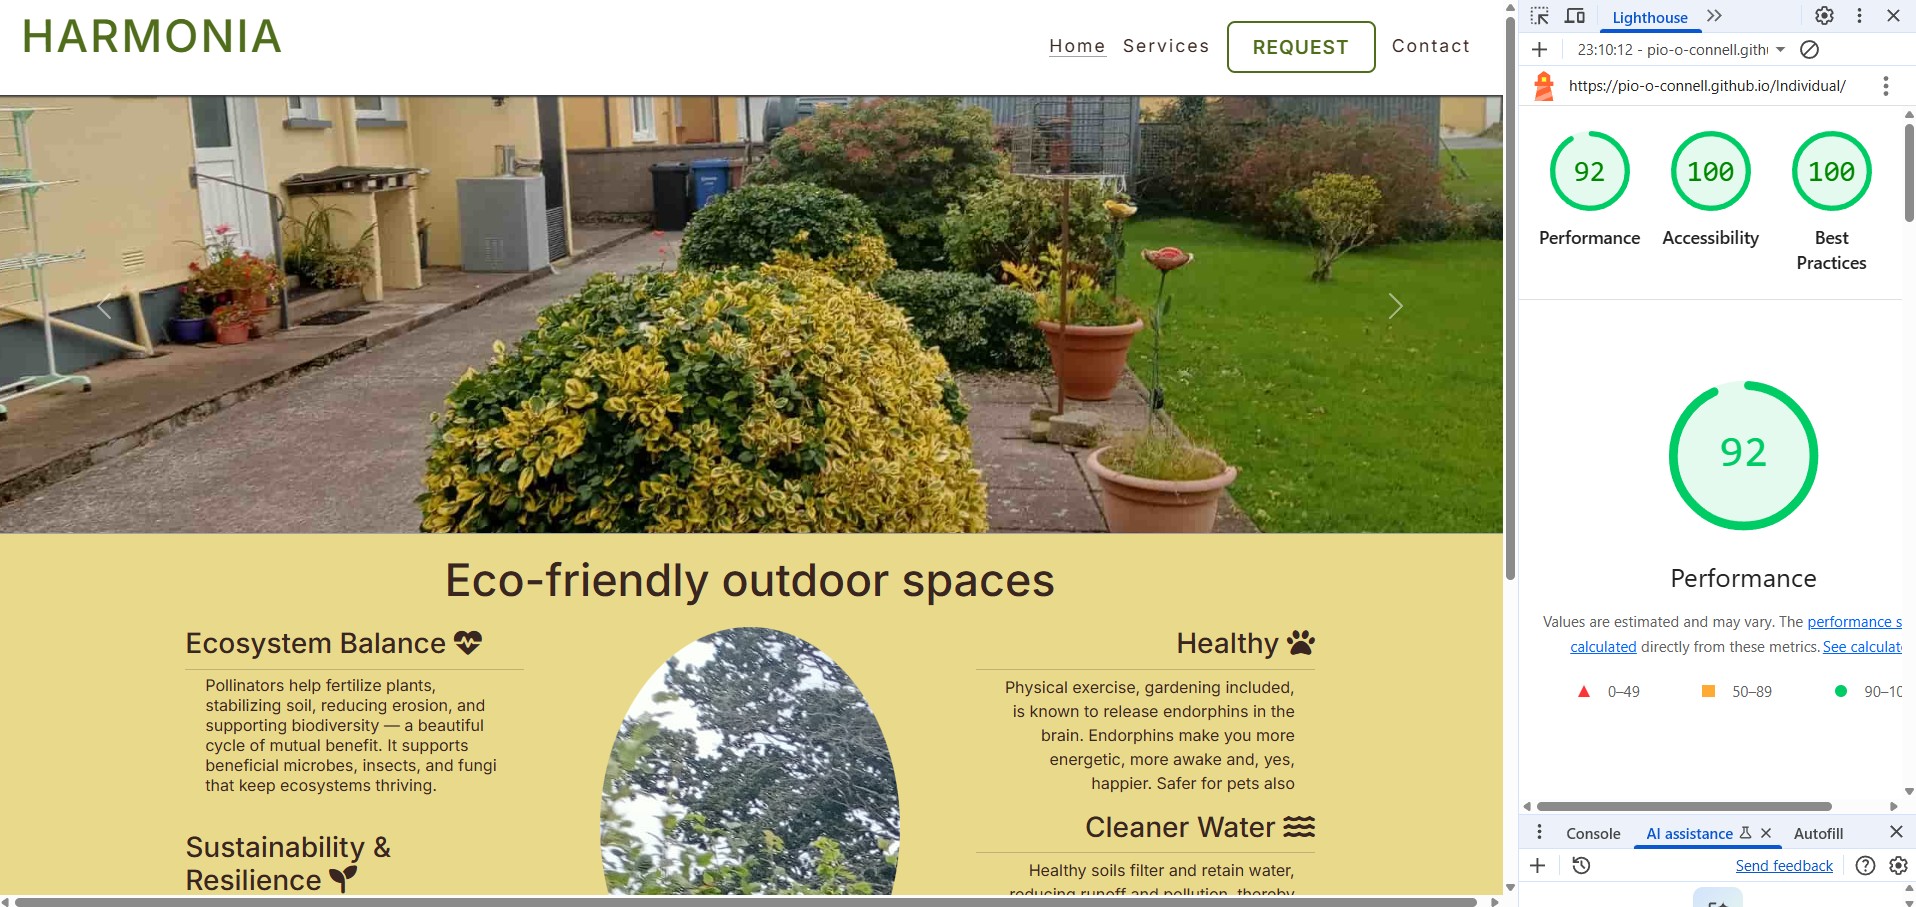 HARMONIA
Home Services REQUEST Contact
Eco-friendly outdoor spaces
Ecosystem Balance
Pollinators help fertilize plants,
stabilizing soil, reducing erosion, and
supporting biodiversity — a beautiful
cycle of mutual benefit. It supports
beneficial microbes, insects, and fungi
that keep ecosystems thriving.
Sustainability &
Resilience
Healthy
Physical exercise, gardening included,
is known to release endorphins in the
brain. Endorphins make you more
energetic, more awake and, yes,
happier. Safer for pets also
Cleaner Water
Healthy soils filter and retain water,
reducing runoff and pollution, thereby
Lighthouse
23:10:12 - pio-o-connell.gith
https://pio-o-connell.github.io/Individual/
92 100 100
Performance Accessibility Best
Practices
92
Performance
Values are estimated and may vary. The performance s
calculated directly from these metrics. See calculat
0–49 50–89 90–10
Console AI assistance Autofill
Send feedback